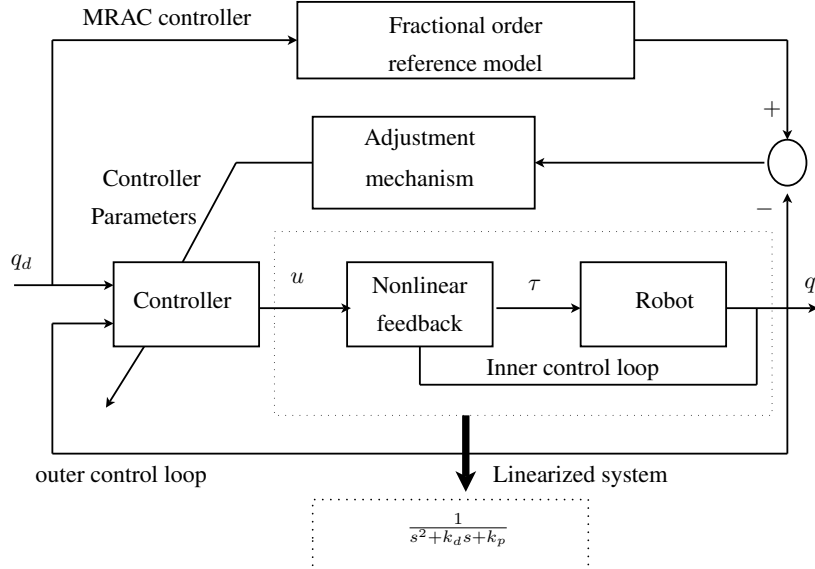 MRAC controller
Fractional order
reference model
+
Adjustment
mechanism
Controller
Parameters
−
q_d
Controller
u
Nonlinear
feedback
τ
Robot
q
Inner control loop
outer control loop
Linearized system
1
s^2+k_d s+k_p